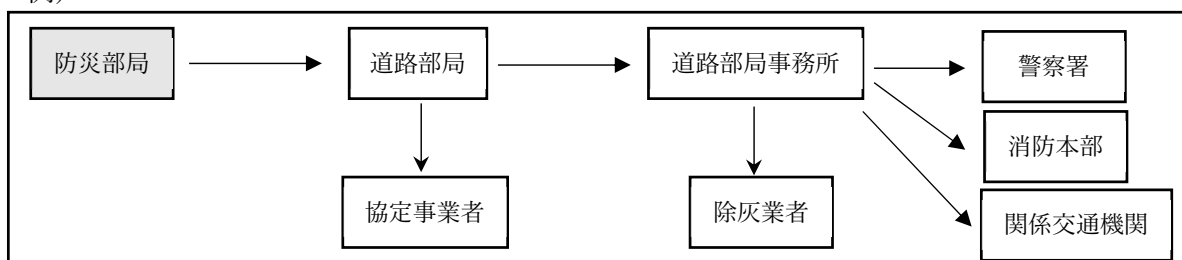 防災部局
道路部局
道路部局事務所
警察署
消防本部
協定事業者
除灰業者
関係交通機関